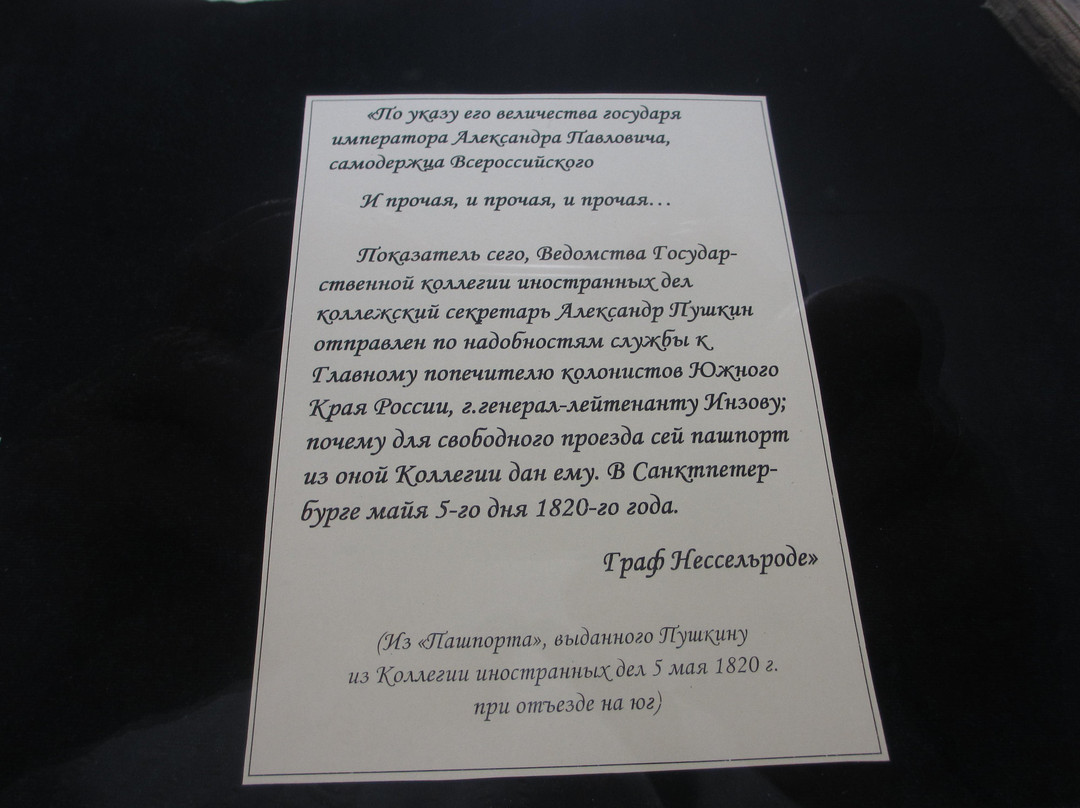 «По указу его величества государя
императора Александра Павловича,
самодержца Всероссийского
И прочая, и прочая, и прочая…
Показатель сего, Ведомства Государ-
ственной коллегии иностранных дел
коллежский секретарь Александр Пушкин
отправлен по надобностям службы к
Главному попечителю колонистов Южного
Края России, г.генерал-лейтенанту Инзову;
почему для свободного проезда сей пашпорт
из оной Коллегии дан ему. В Санктпетер-
бурге майя 5-го дня 1820-го года.
Граф Нессельроде»
(Из «Пашпорта», выданного Пушкину
из Коллегии иностранных дел 5 мая 1820 г.
при отъезде на юг)